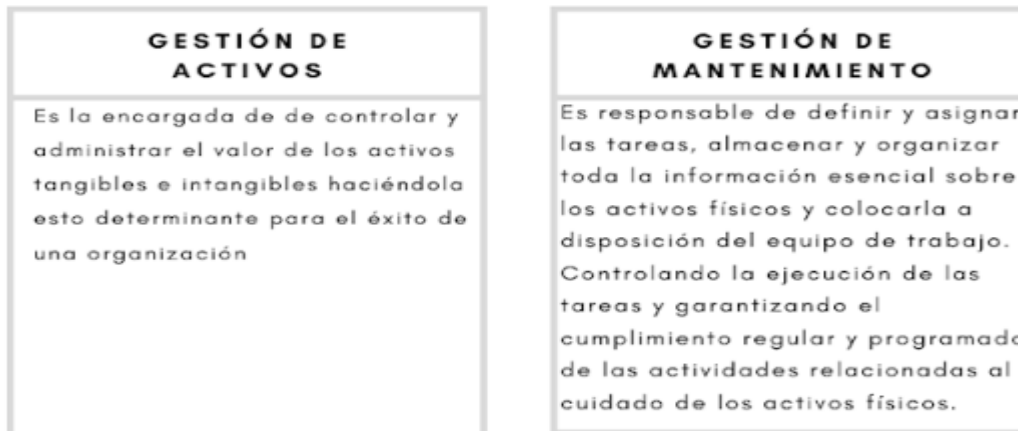 GESTIÓN DE
ACTIVOS
Es la encargada de de controlar y
administrar el valor de los activos
tangibles e intangibles haciéndola
esto determinante para el éxito de
una organización
GESTIÓN DE
MANTENIMIENTO
Es responsable de definir y asignar
las tareas, almacenar y organizar
toda la información esencial sobre
los activos físicos y colocarla a
disposición del equipo de trabajo.
Controlando la ejecución de las
tareas y garantizando el
cumplimiento regular y programado
de las actividades relacionadas al
cuidado de los activos físicos.